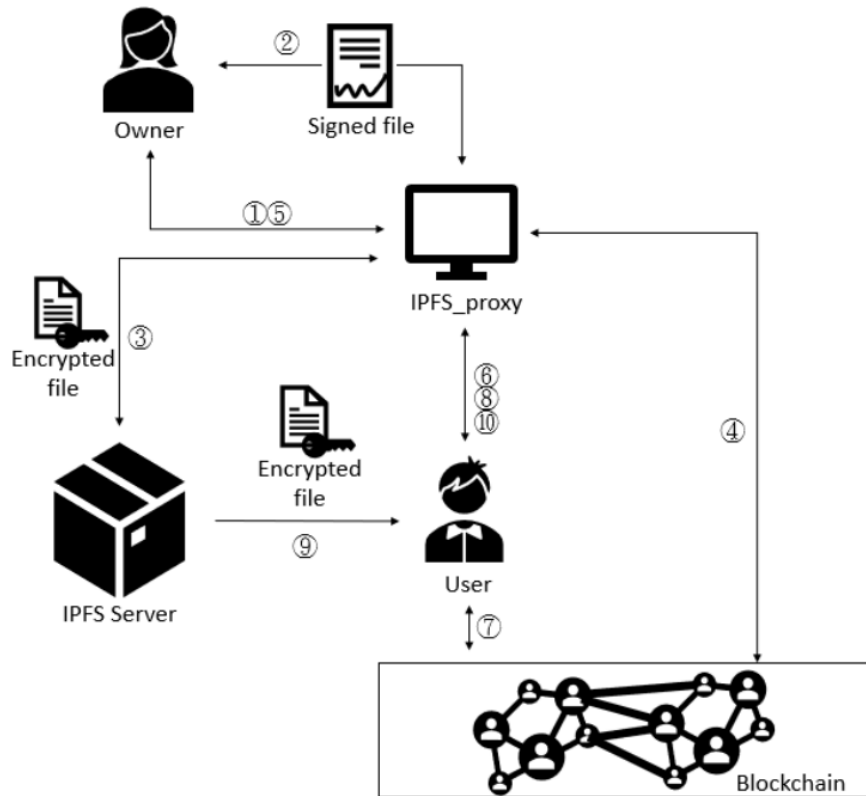 ②
Owner
Signed file
①⑤
IPFS_proxy
Encrypted
file
③
⑥
⑧
⑩
④
Encrypted
file
⑨
IPFS Server
User
⑦
Blockchain